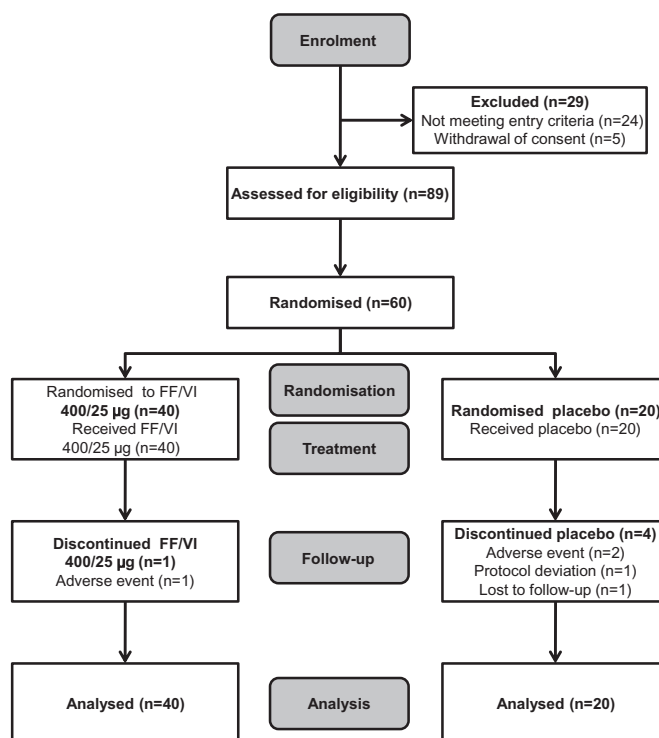 Enrolment
Excluded (n=29)
Not meeting entry criteria (n=24)
Withdrawal of consent (n=5)
Assessed for eligibility (n=89)
Randomised (n=60)
Randomised to FF/VI
400/25 µg (n=40)
Received FF/VI
400/25 µg (n=40)
Randomisation
Treatment
Randomised placebo (n=20)
Received placebo (n=20)
Discontinued FF/VI
400/25 µg (n=1)
Adverse event (n=1)
Follow-up
Discontinued placebo (n=4)
Adverse event (n=2)
Protocol deviation (n=1)
Lost to follow-up (n=1)
Analysed (n=40)
Analysis
Analysed (n=20)